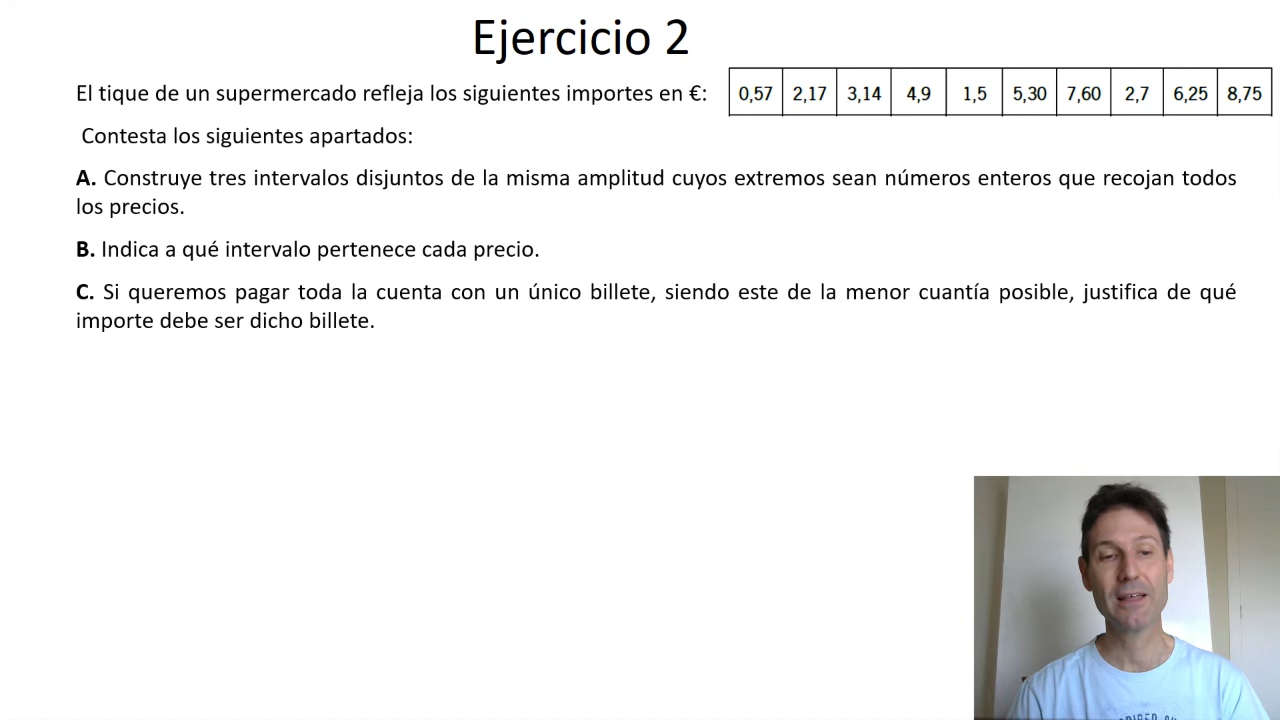 Ejercicio 2
El tique de un supermercado refleja los siguientes importes en €: 0,57 2,17 3,14 4,9 1,5 5,30 7,60 2,7 6,25 8,75
Contesta los siguientes apartados:
A. Construye tres intervalos disjuntos de la misma amplitud cuyos extremos sean números enteros que recojan todos
los precios.
B. Indica a qué intervalo pertenece cada precio.
C. Si queremos pagar toda la cuenta con un único billete, siendo este de la menor cuantía posible, justifica de qué
importe debe ser dicho billete.